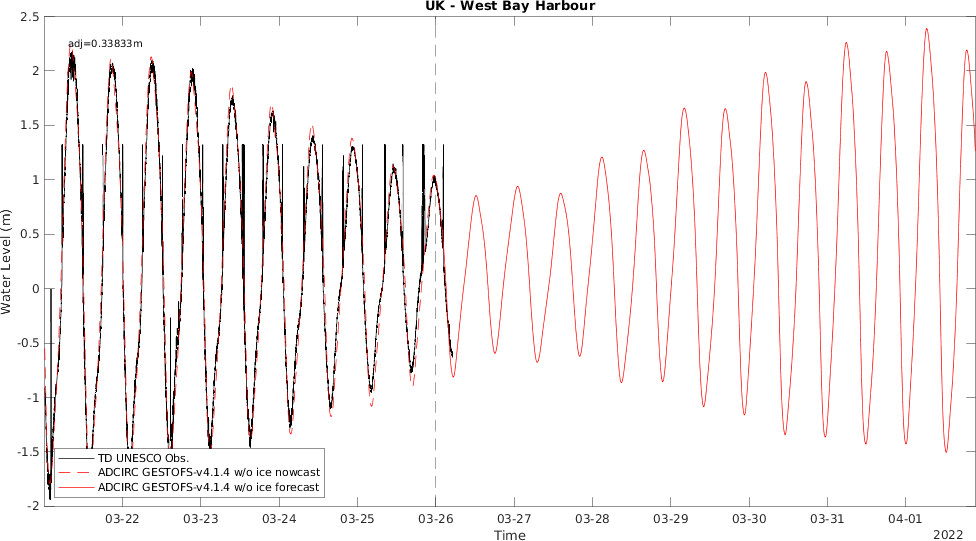 UK - West Bay Harbour
adj=0.33833m
2.5
2
1.5
1
0.5
0
-0.5
-1
-1.5
-2
Water Level (m)
TD UNESCO Obs.
ADCIRC GESTOFS-v4.1.4 w/o ice nowcast
ADCIRC GESTOFS-v4.1.4 w/o ice forecast
03-22 03-23 03-24 03-25 03-26 03-27 03-28 03-29 03-30 03-31 04-01
Time
2022